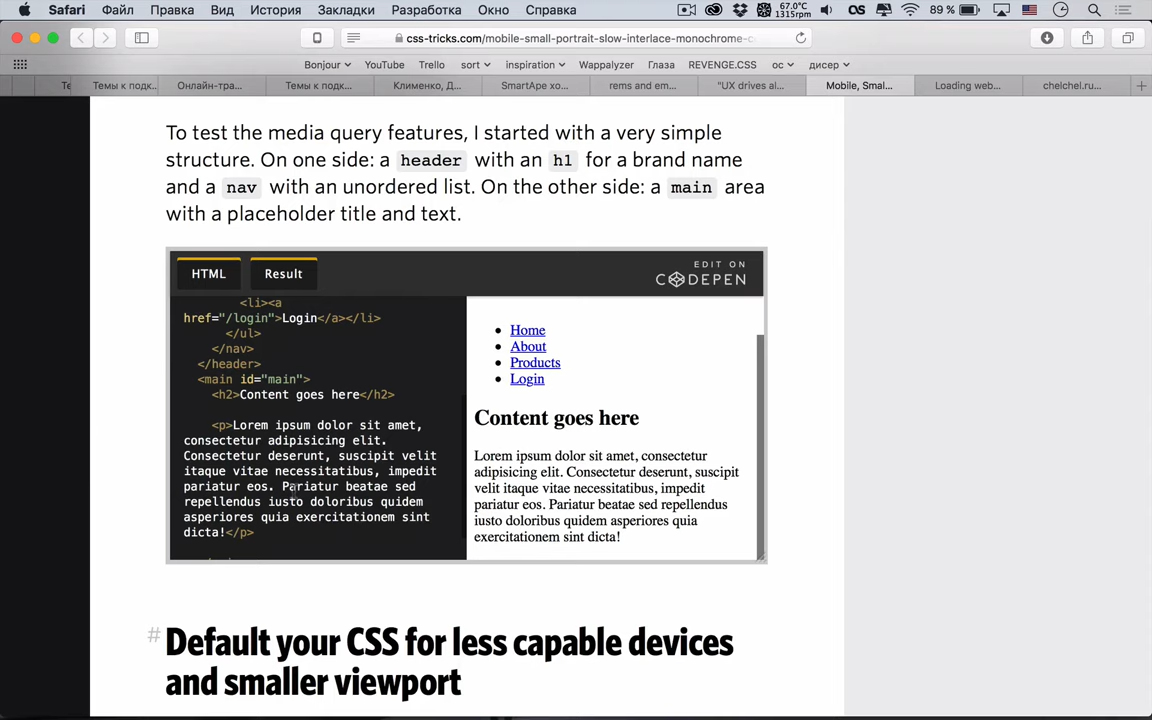 Safari Файл Правка Вид История Закладки Разработка Окно Справка 67.0°C 1315rpm 89 %
css-tricks.com/mobile-small-portrait-slow-interlace-monochrome-c
Bonjour YouTube Trello sort inspiration Wappalyzer Глаза REVENGE.CSS ос дисер
Те Темы к подк... Онлайн-тра... Темы к подк... Клименко, Д... SmartApe хо... rems and em... "UX drives al... Mobile, Smal... Loading web... chelchel.ru...
To test the media query features, I started with a very simple
structure. On one side: a header with an h1 for a brand name
and a nav with an unordered list. On the other side: a main area
with a placeholder title and text.
HTML Result EDIT ON
CODEPEN
<li><a
href="/login">Login</a></li>
</ul>
</nav>
</header>
<main id="main">
<h2>Content goes here</h2>
<p>Lorem ipsum dolor sit amet,
consectetur adipisicing elit.
Consectetur deserunt, suscipit velit
itaque vitae necessitatibus, impedit
pariatur eos. Pariatur beatae sed
repellendus iusto doloribus quidem
asperiores quia exercitationem sint
dicta!</p>
Home
About
Products
Login
Content goes here
Lorem ipsum dolor sit amet, consectetur
adipisicing elit. Consectetur deserunt, suscipit
velit itaque vitae necessitatibus, impedit
pariatur eos. Pariatur beatae sed repellendus
iusto doloribus quidem asperiores quia
exercitationem sint dicta!
# Default your CSS for less capable devices
and smaller viewport